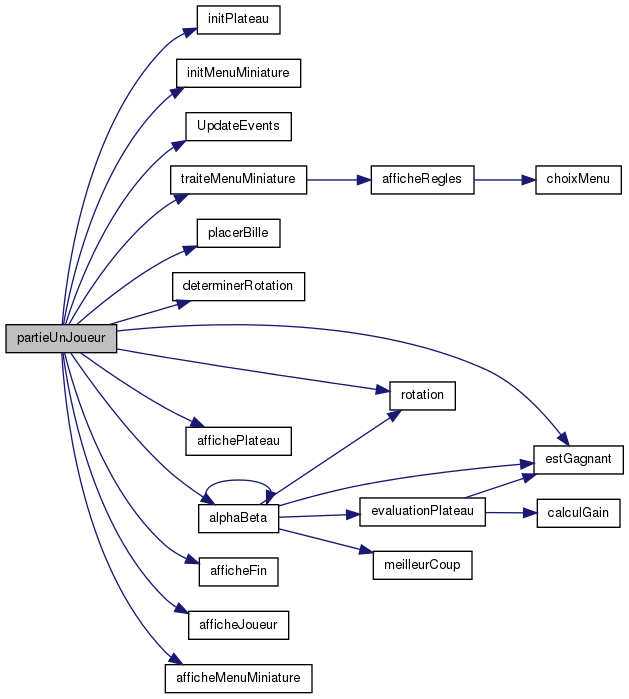 initPlateau
initMenuMiniature
UpdateEvents
traiteMenuMiniature
afficheRegles
choixMenu
placerBille
determinerRotation
partieUnJoueur
rotation
affichePlateau
estGagnant
alphaBeta
evaluationPlateau
calculGain
meilleurCoup
afficheFin
afficheJoueur
afficheMenuMiniature